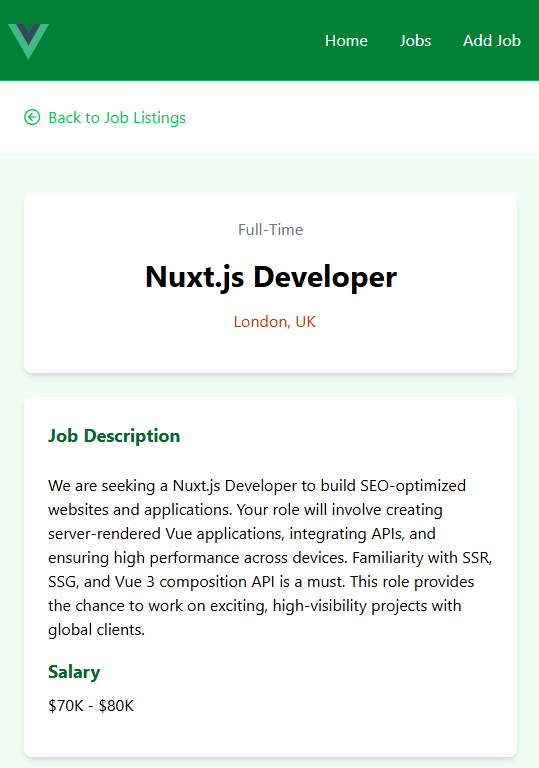 Home Jobs Add Job
Back to Job Listings
Full-Time
Nuxt.js Developer
London, UK
Job Description
We are seeking a Nuxt.js Developer to build SEO-optimized
websites and applications. Your role will involve creating
server-rendered Vue applications, integrating APIs, and
ensuring high performance across devices. Familiarity with SSR,
SSG, and Vue 3 composition API is a must. This role provides
the chance to work on exciting, high-visibility projects with
global clients.
Salary
$70K - $80K